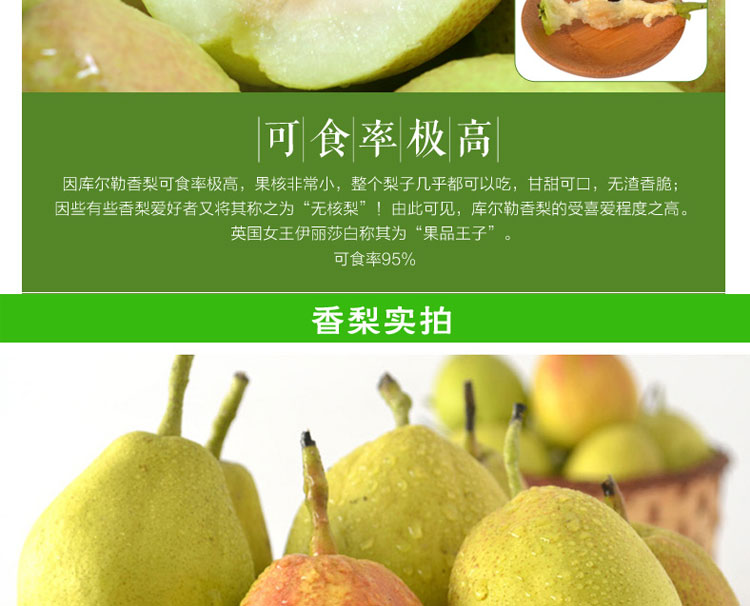 可食率极高
因库尔勒香梨可食率极高，果核非常小，整个梨子几乎都可以吃，甘甜可口，无渣香脆；
因些有些香梨爱好者又将其称之为“无核梨”！由此可见，库尔勒香梨的受喜爱程度之高。
英国女王伊丽莎白称其为“果品王子”。
可食率95%
香梨实拍